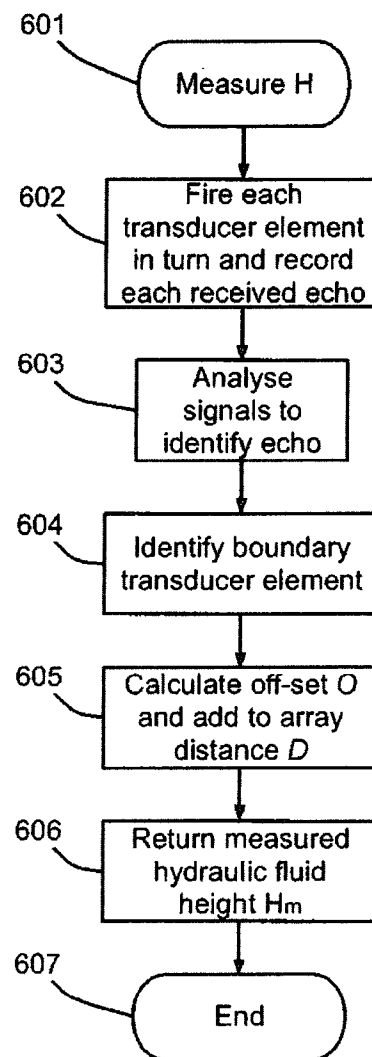 601
Measure H
602
Fire each
transducer element
in turn and record
each received echo
603
Analyse
signals to
identify echo
604
Identify boundary
transducer element
605
Calculate off-set O
and add to array
distance D
606
Return measured
hydraulic fluid
height Hm
607
End